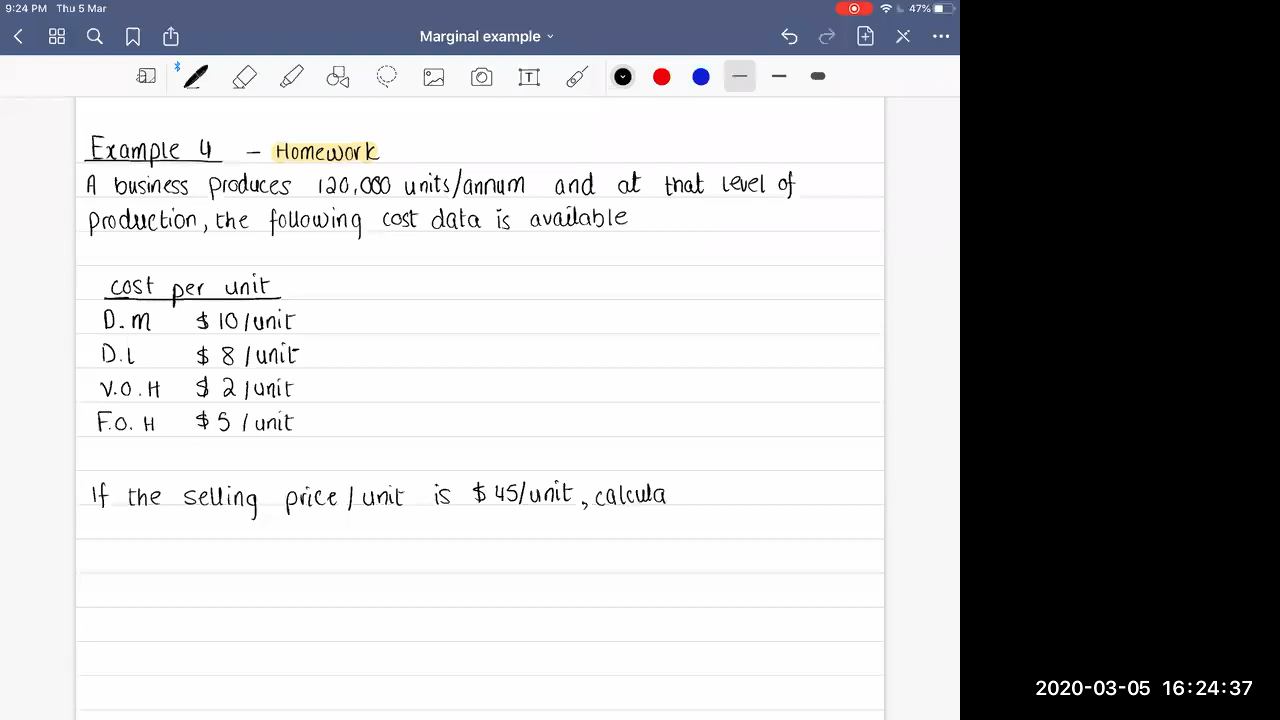 9:24 PM Thu 5 Mar
47%
Marginal example
Example 4 - Homework
A business produces 120,000 units/annum and at that level of
production, the following cost data is available
cost per unit
D.M $ 10/unit
D.L $ 8/unit
V.O.H $ 2/unit
F.O.H $ 5/unit
If the selling price/unit is $45/unit, calcula
2020-03-05 16:24:37